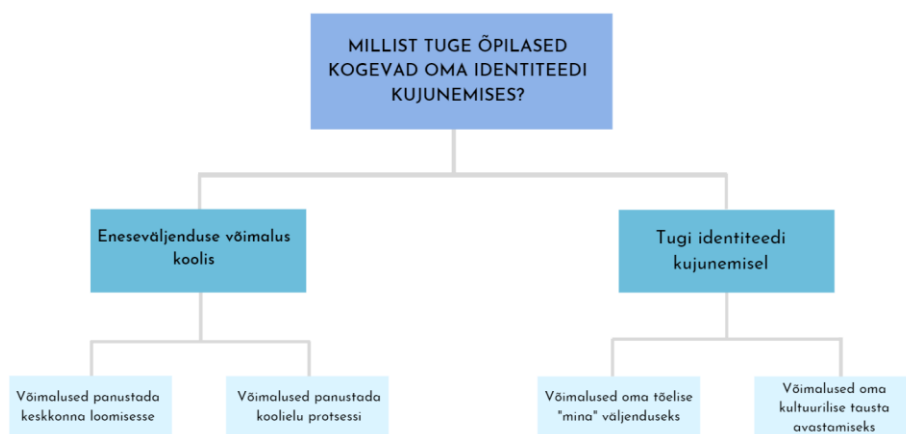 MILLIST TUGE ÕPILASED
KOGEVAD OMA IDENTITEEDI
KUJUNEMISES?
Eneseväljenduse võimalus
koolis
Tugi identiteedi
kujunemisel
Võimalused panustada
keskkonna loomisesse
Võimalused panustada
koolielu protsessi
Võimalused oma tõelise
"mina" väljenduseks
Võimalused oma
kultuurilise tausta
avastamiseks